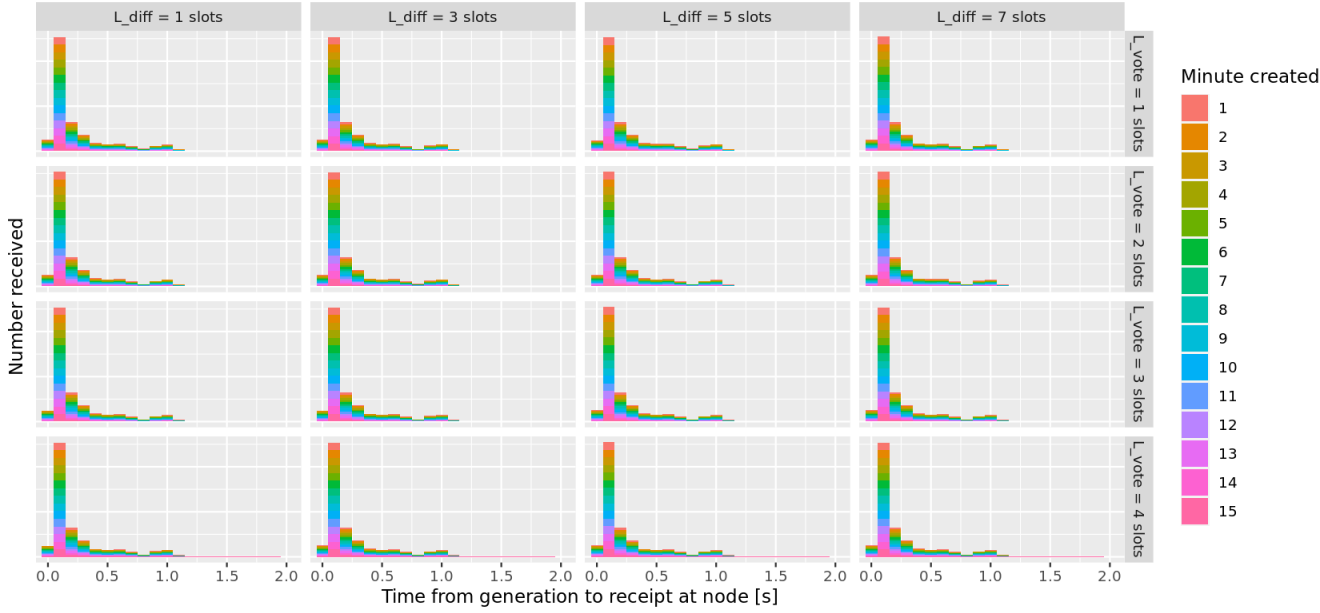 L_diff = 1 slots
L_diff = 3 slots
L_diff = 5 slots
L_diff = 7 slots
L_vote = 1 slots
L_vote = 2 slots
L_vote = 3 slots
L_vote = 4 slots
Number received
0.0 0.5 1.0 1.5 2.0
0.0 0.5 1.0 1.5 2.0
0.0 0.5 1.0 1.5 2.0
0.0 0.5 1.0 1.5 2.0
Time from generation to receipt at node [s]
Minute created
1
2
3
4
5
6
7
8
9
10
11
12
13
14
15